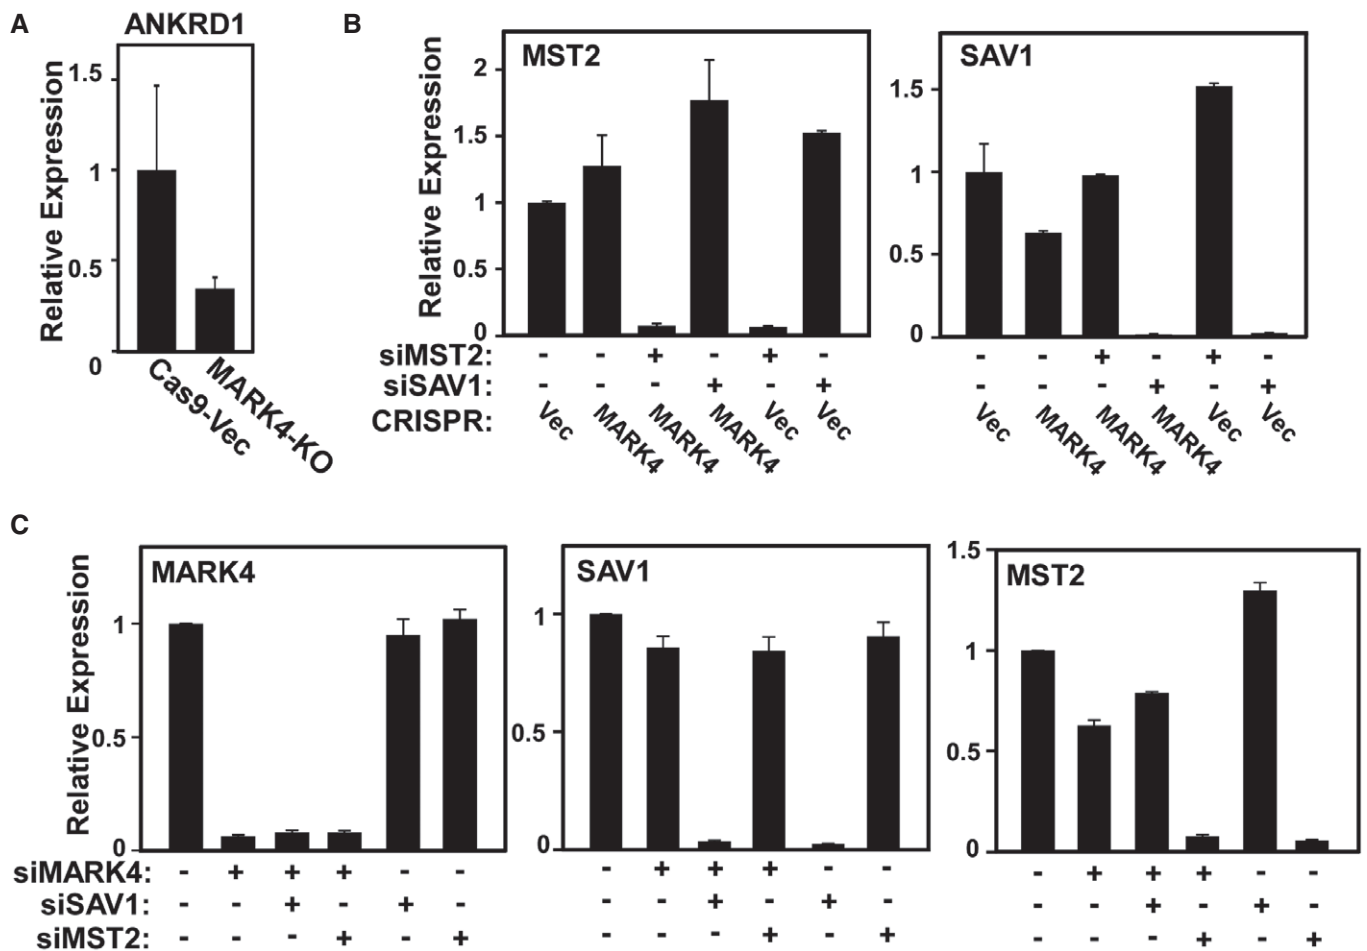 A
ANKRD1
Relative Expression
1.5
1
0.5
0
Cas9-Vec
MARK4-KO
B
MST2
Relative Expression
2
1.5
1
0.5
0
SAV1
1.5
1
0.5
0
siMST2: - - + - + - - - + - + -
siSAV1: - - - + - + - - - + - +
CRISPR: Vec MARK4 MARK4 MARK4 Vec Vec Vec MARK4 MARK4 MARK4 Vec Vec
C
MARK4
Relative Expression
1
0.5
0
SAV1
1
0.5
0
MST2
1.5
1
0.5
0
siMARK4: - + + + - - - + + + - - - + + + - -
siSAV1: - - + - + - - - + - + - - - + - + -
siMST2: - - - + - + - - - + - + - - - + - +